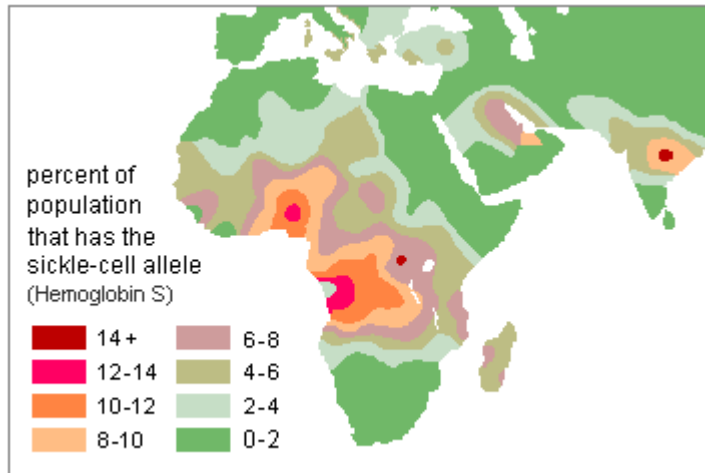 percent of
population
that has the
sickle-cell allele
(Hemoglobin S)
14+
6-8
12-14
4-6
10-12
2-4
8-10
0-2